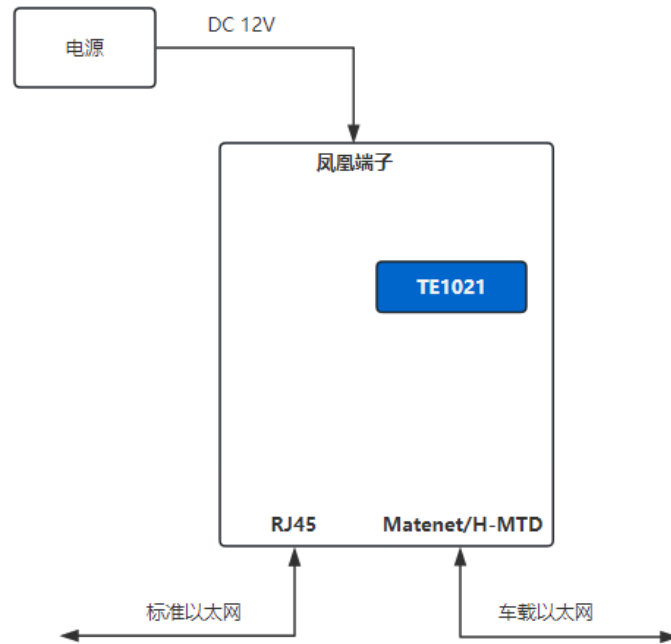 DC 12V
电源
凤凰端子
TE1021
RJ45
Matenet/H-MTD
标准以太网
车载以太网